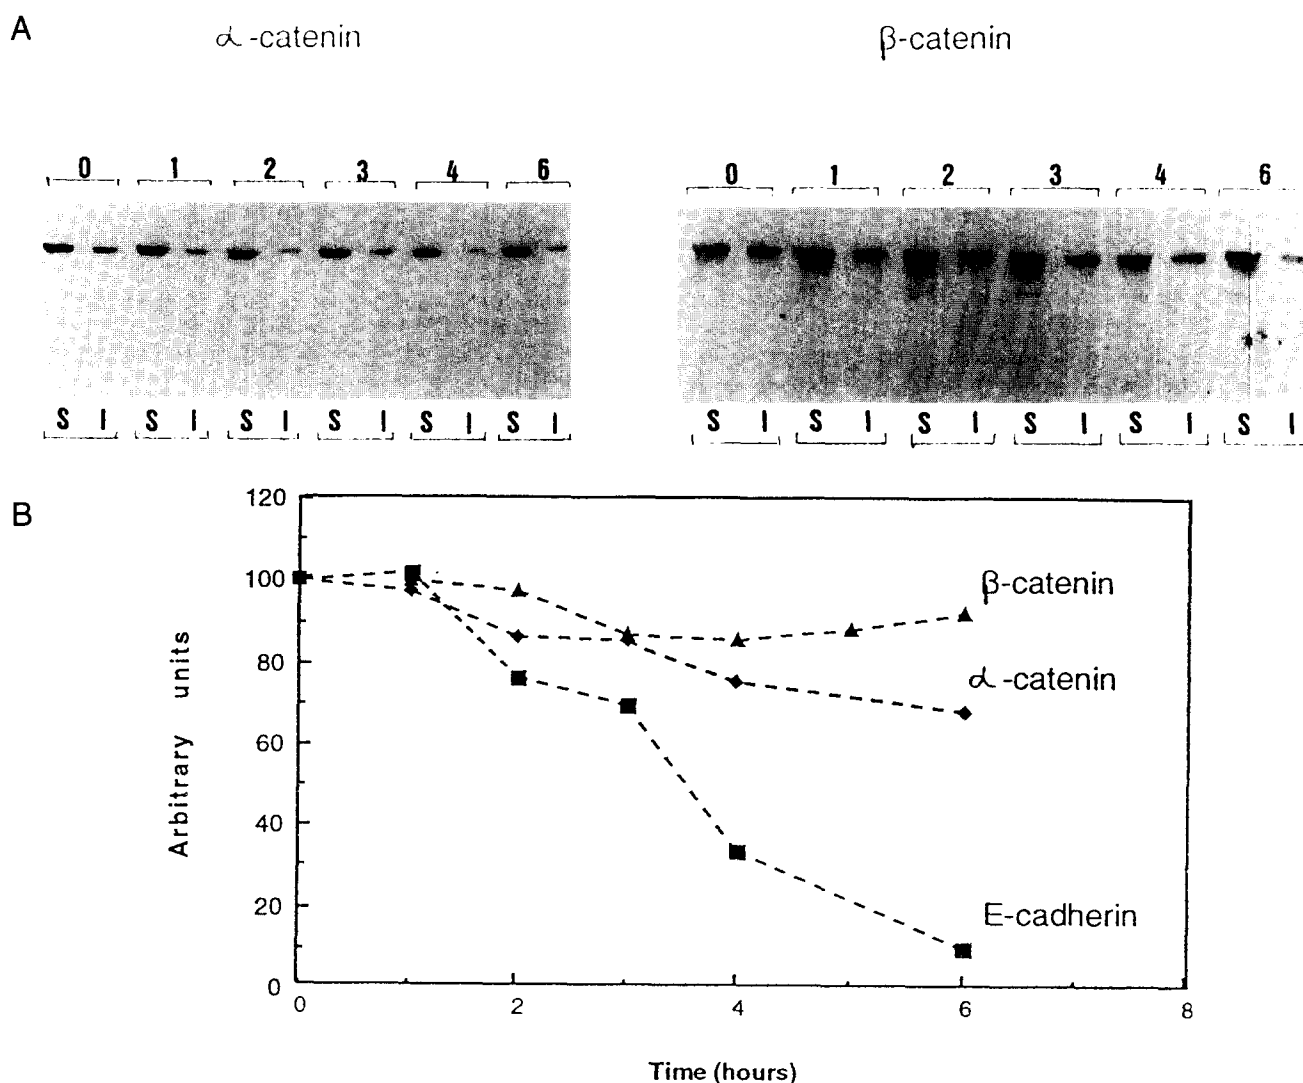 A
α-catenin
β-catenin
0 1 2 3 4 6
0 1 2 3 4 6
S I S I S I S I S I S I
S I S I S I S I S I S I
B
120
100
80
60
40
20
0
Arbitrary units
β-catenin
α-catenin
E-cadherin
0 2 4 6 8
Time (hours)